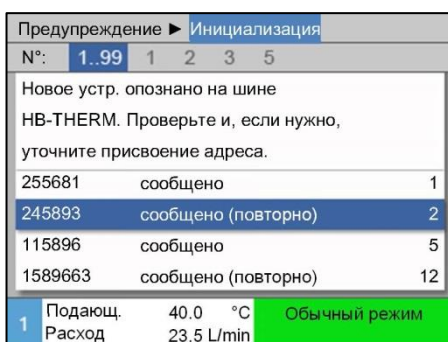 Предупреждение ► Инициализация
N°: 1..99 1 2 3 5
Новое устр. опознано на шине
HB-THERM. Проверьте и, если нужно,
уточните присвоение адреса.
255681 сообщено 1
245893 сообщено (повторно) 2
115896 сообщено 5
1589663 сообщено (повторно) 12
1 Подающ. 40.0 °C Обычный режим
Расход 23.5 L/min